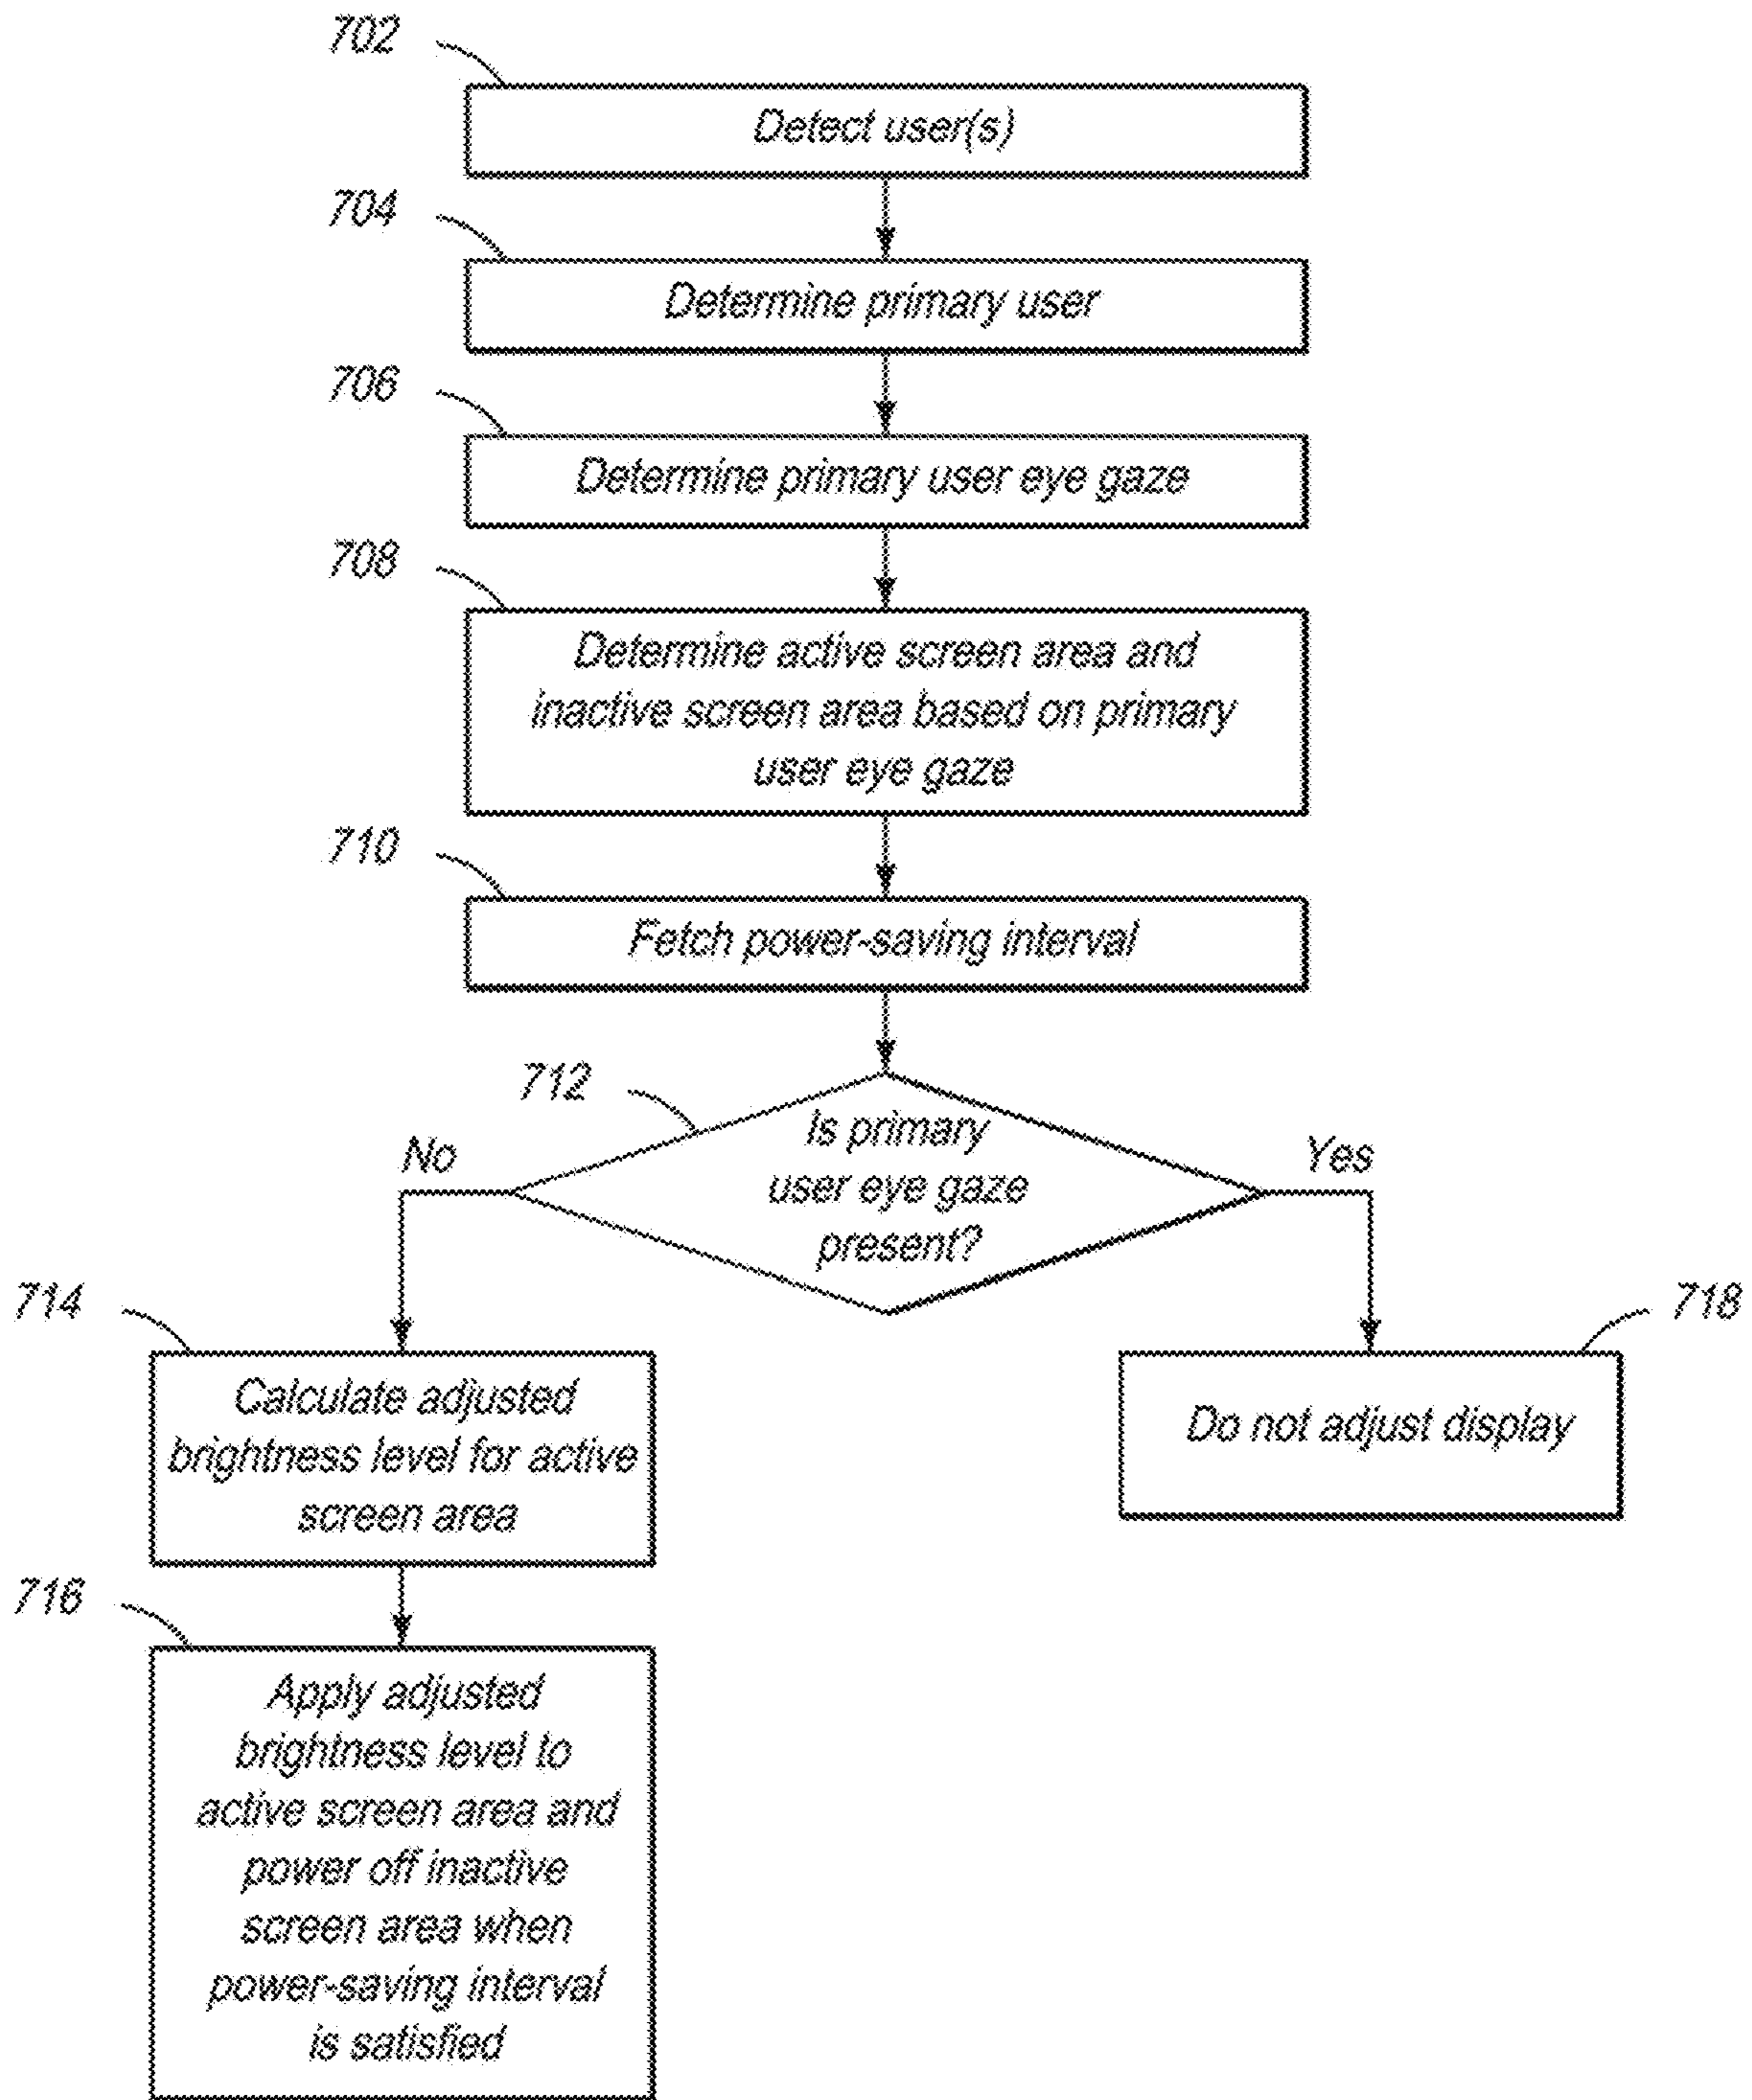 702
Detect user(s)
704
Determine primary user
706
Determine primary user eye gaze
708
Determine active screen area and
inactive screen area based on primary
user eye gaze
710
Fetch power-saving interval
712
Is primary
user eye gaze
present?
No
Yes
714
Calculate adjusted
brightness level for active
screen area
718
Do not adjust display
716
Apply adjusted
brightness level to
active screen area and
power off inactive
screen area when
power-saving interval
is satisfied